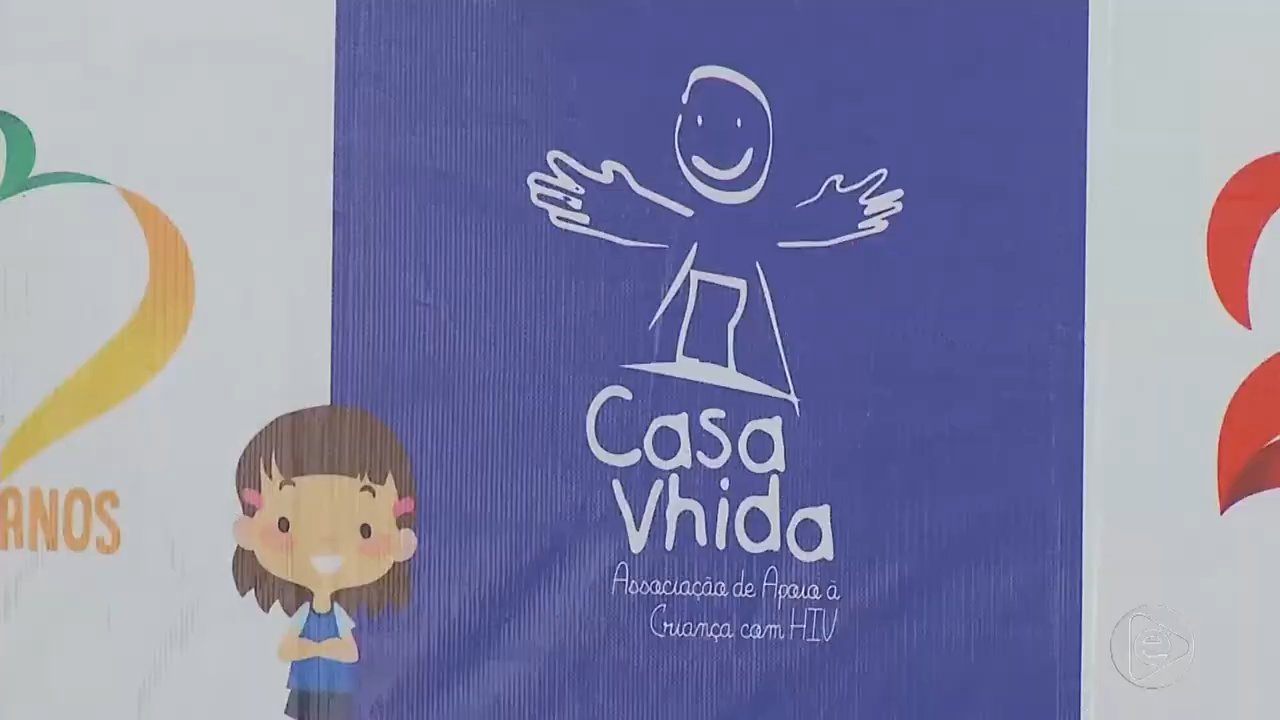 ANOS
Casa
Vhida
Associação de Apoio à
Criança com HIV